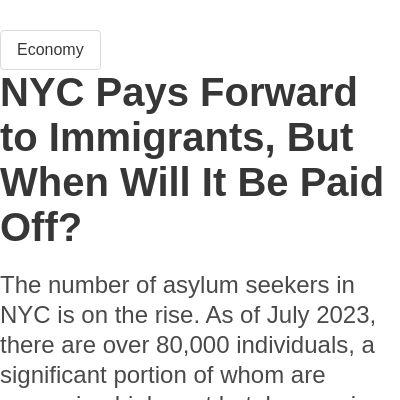 Economy
NYC Pays Forward
to Immigrants, But
When Will It Be Paid
Off?
The number of asylum seekers in
NYC is on the rise. As of July 2023,
there are over 80,000 individuals, a
significant portion of whom are